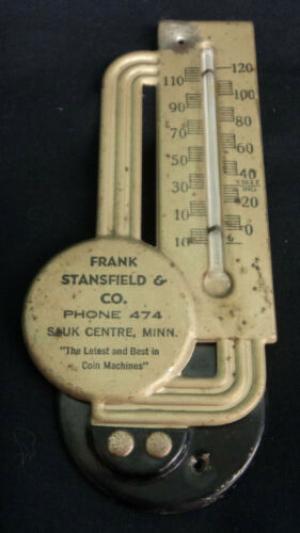 120
110
100
90
80
70
60
50
40
30
20
10
0
10
FRANK
STANSFIELD &
CO.
PHONE 474
SAUK CENTRE, MINN.
"The Latest and Best in
Coin Machines"